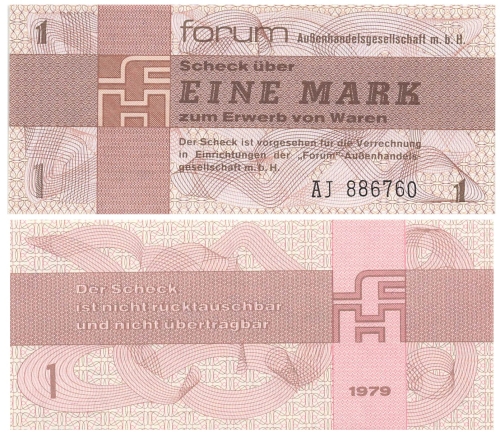 1
forum Außenhandelsgesellschaft m. b. H.
Scheck über
EINE MARK
zum Erwerb von Waren
Der Scheck ist vorgesehen für die Verrechnung
in Einrichtungen der „Forum"-Außenhandels-
gesellschaft m. b. H.
1
AJ 886760
1
Der Scheck
ist nicht rücktauschbar
und nicht übertragbar
1
1979